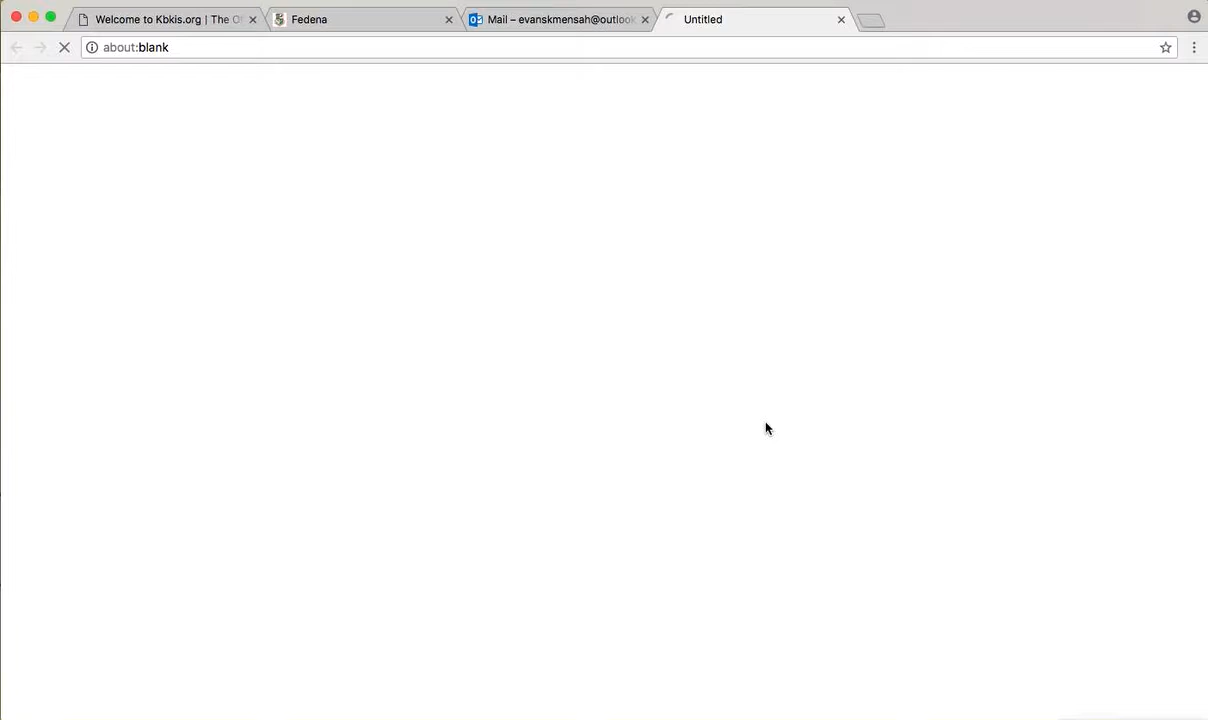 Welcome to Kbkis.org | The O
Fedena
Mail – evanskmensah@outlook
Untitled
about:blank